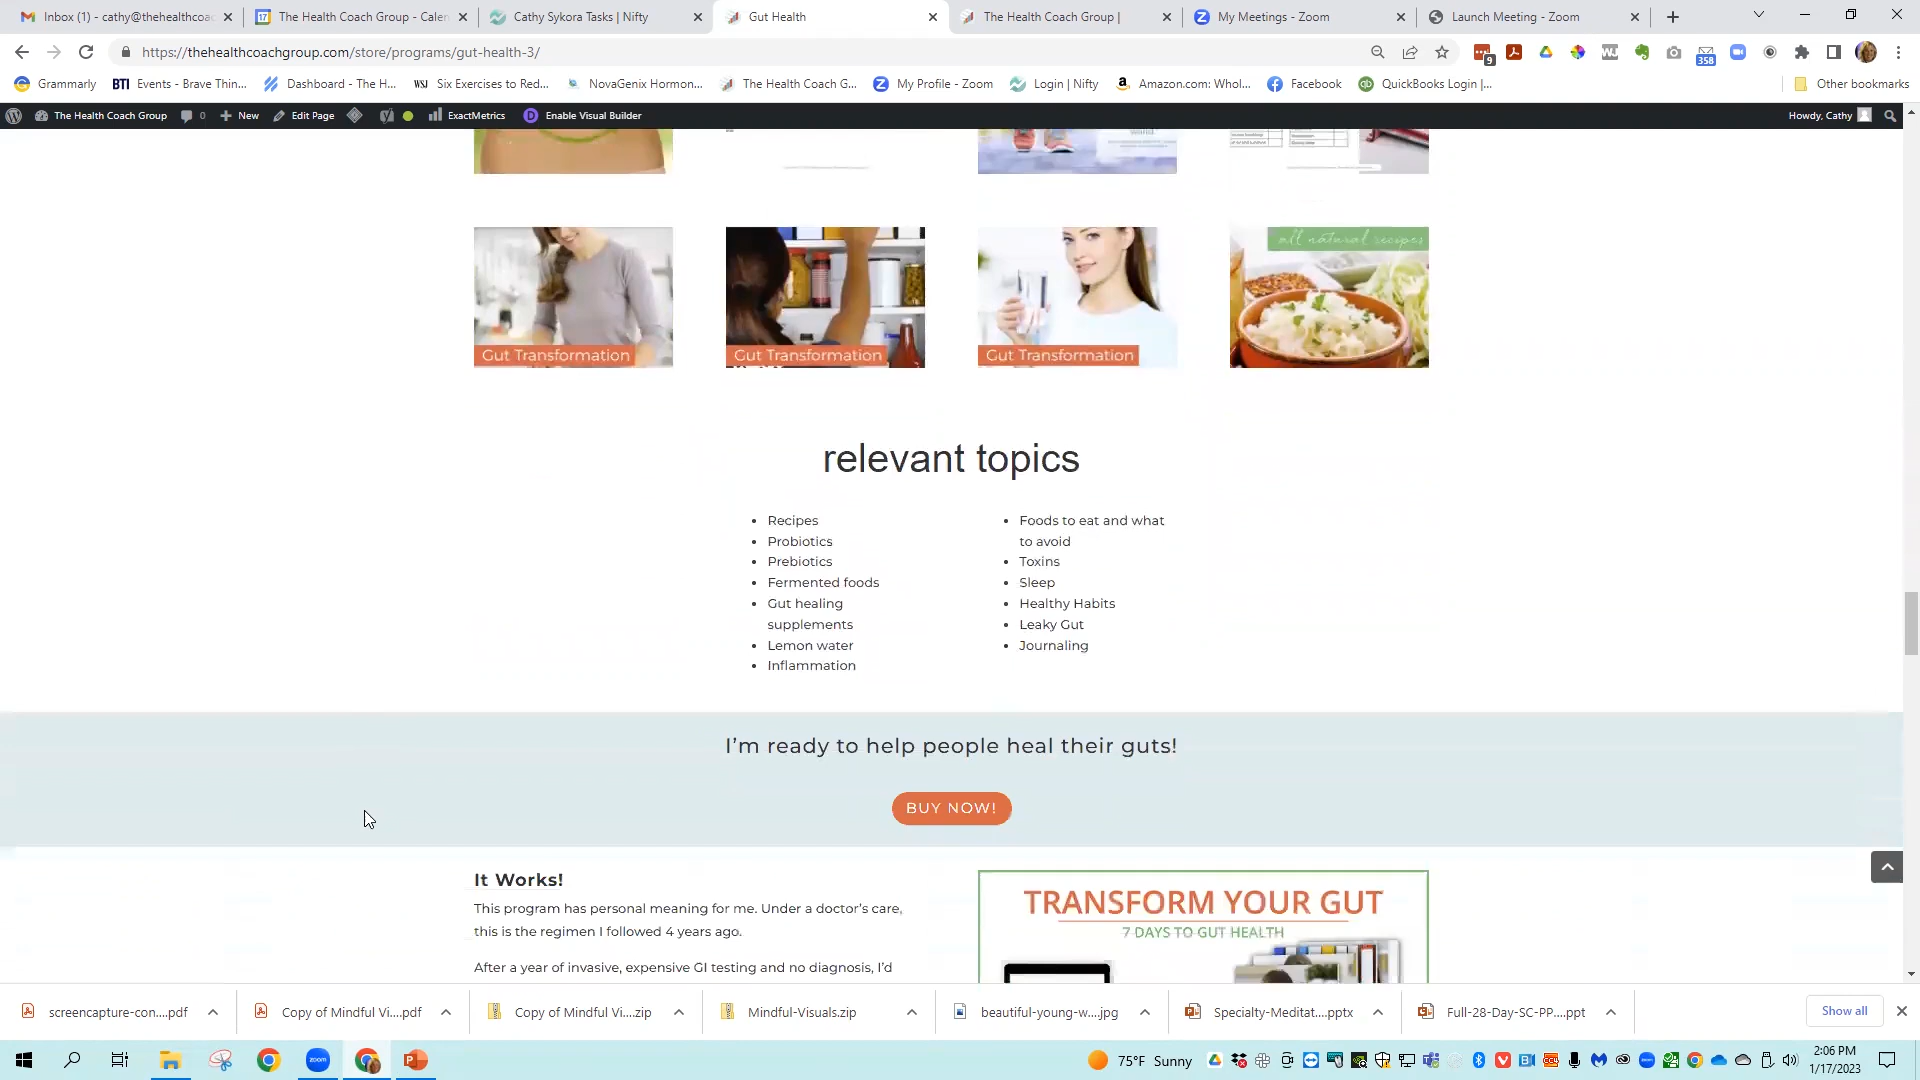 Inbox (1) - cathy@thehealthcoac
The Health Coach Group - Caler
Cathy Sykora Tasks | Nifty
Gut Health
The Health Coach Group |
My Meetings - Zoom
Launch Meeting - Zoom
https://thehealthcoachgroup.com/store/programs/gut-health-3/
9
358
Grammarly
BTI Events - Brave Thin...
Dashboard - The H...
WSJ Six Exercises to Red...
NovaGenix Hormon...
The Health Coach G...
My Profile - Zoom
Login | Nifty
Amazon.com: Whol...
Facebook
QuickBooks Login |...
Other bookmarks
The Health Coach Group
0
New
Edit Page
ExactMetrics
Enable Visual Builder
Howdy, Cathy
all natural recipes
Gut Transformation
Gut Transformation
Gut Transformation
relevant topics
Recipes
Probiotics
Prebiotics
Fermented foods
Gut healing
supplements
Lemon water
Inflammation
Foods to eat and what
to avoid
Toxins
Sleep
Healthy Habits
Leaky Gut
Journaling
I'm ready to help people heal their guts!
BUY NOW!
It Works!
This program has personal meaning for me. Under a doctor's care,
this is the regimen I followed 4 years ago.
After a year of invasive, expensive GI testing and no diagnosis, I'd
TRANSFORM YOUR GUT
7 DAYS TO GUT HEALTH
screencapture-con....pdf
Copy of Mindful Vi....pdf
Copy of Mindful Vi....zip
Mindful-Visuals.zip
beautiful-young-w....jpg
Specialty-Meditat....pptx
Full-28-Day-SC-PP....ppt
Show all
75°F Sunny
2:06 PM
1/17/2023